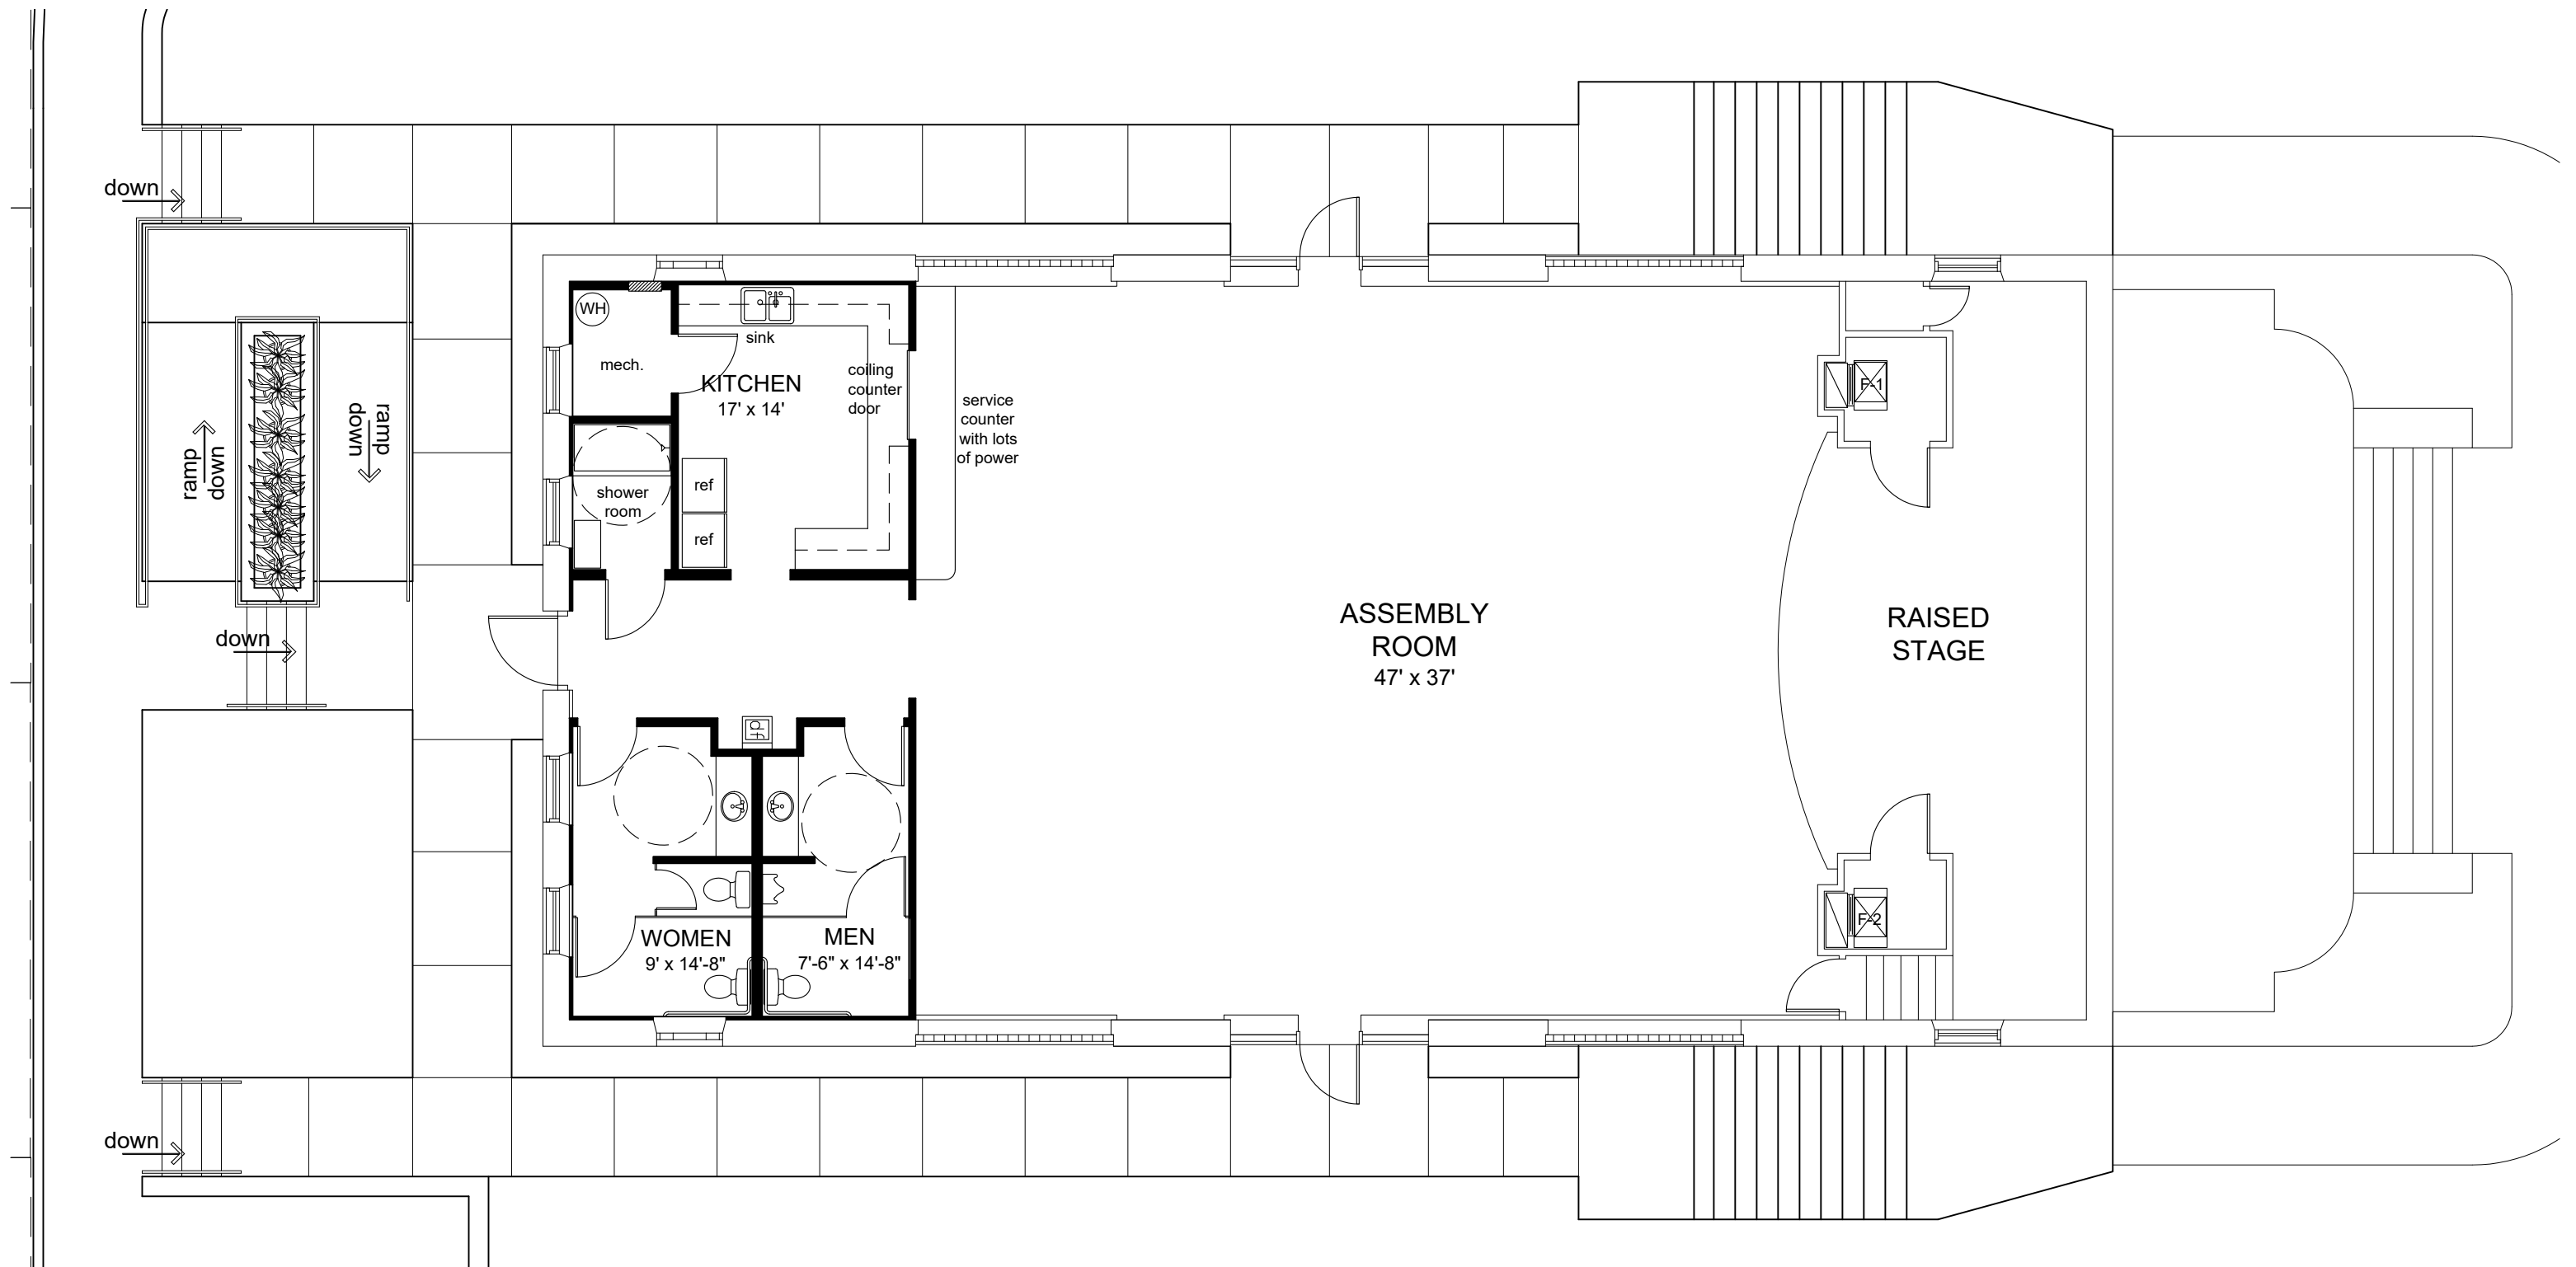 down
WH
sink
mech.
KITCHEN
17' x 14'
coiling
counter
door
service
counter
with lots
of power
F-1
ramp
down
ramp
down
ref
shower
room
ref
down
ASSEMBLY
ROOM
47' x 37'
RAISED
STAGE
F-2
WOMEN
9' x 14'-8"
MEN
7'-6" x 14'-8"
down